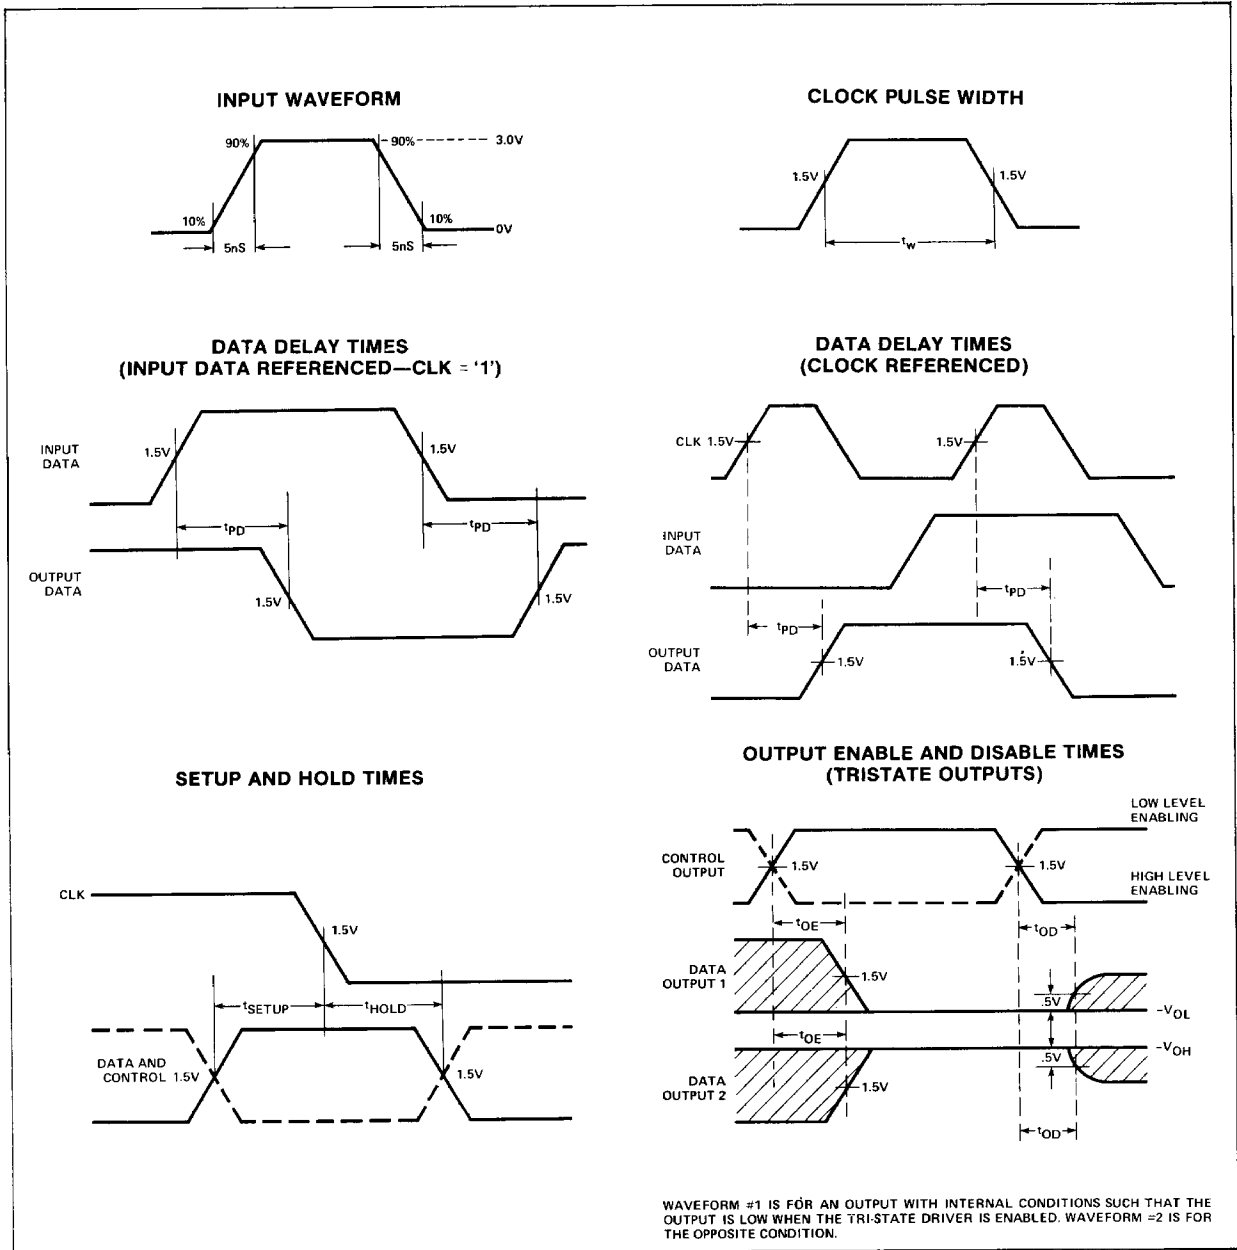 INPUT WAVEFORM
90%
90%
3.0V
10%
10%
0V
5nS
5nS
CLOCK PULSE WIDTH
1.5V
1.5V
tW
DATA DELAY TIMES
(INPUT DATA REFERENCED—CLK = '1')
INPUT
DATA
1.5V
1.5V
tPD
tPD
OUTPUT
DATA
1.5V
1.5V
DATA DELAY TIMES
(CLOCK REFERENCED)
CLK 1.5V
1.5V
INPUT
DATA
tPD
tPD
OUTPUT
DATA
1.5V
1.5V
SETUP AND HOLD TIMES
CLK
1.5V
tSETUP
tHOLD
DATA AND
CONTROL 1.5V
1.5V
OUTPUT ENABLE AND DISABLE TIMES
(TRISTATE OUTPUTS)
LOW LEVEL
ENABLING
CONTROL
OUTPUT
1.5V
1.5V
HIGH LEVEL
ENABLING
tOE
tOD
DATA
OUTPUT 1
1.5V
.5V
-VOL
tOE
-VOH
.5V
DATA
OUTPUT 2
1.5V
tOD
WAVEFORM #1 IS FOR AN OUTPUT WITH INTERNAL CONDITIONS SUCH THAT THE
OUTPUT IS LOW WHEN THE TRI-STATE DRIVER IS ENABLED. WAVEFORM =2 IS FOR
THE OPPOSITE CONDITION.